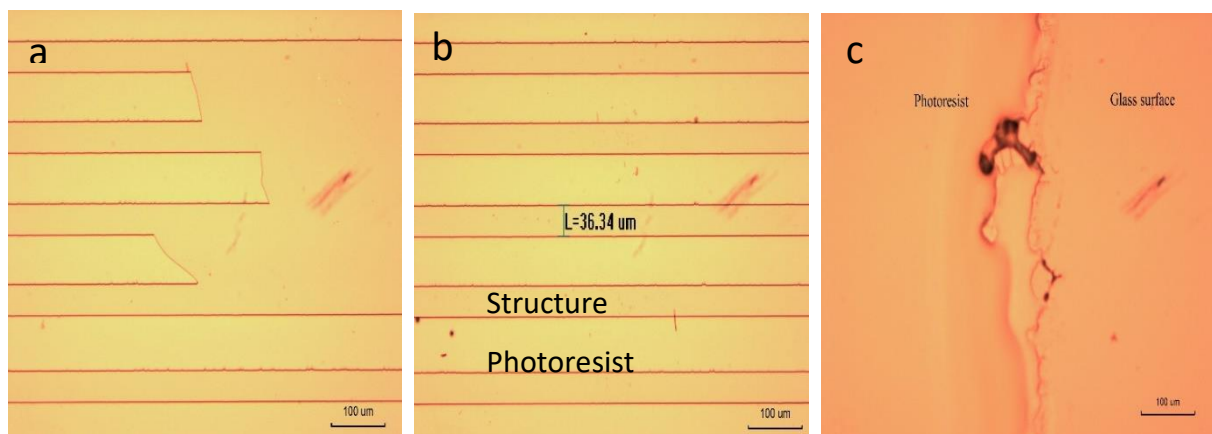 a
100 um
b
L=36.34 um
Structure
Photoresist
100 um
c
Photoresist
Glass surface
100 um